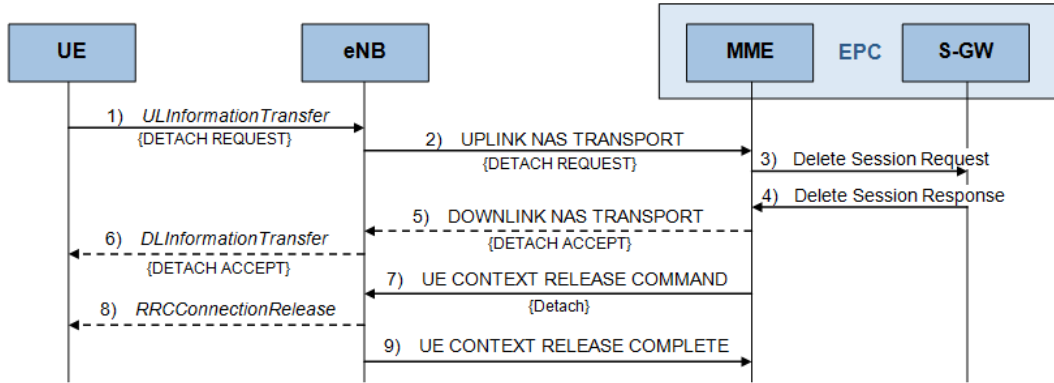 UE
eNB
MME
EPC
S-GW
1) ULInformationTransfer
{DETACH REQUEST}
2) UPLINK NAS TRANSPORT
{DETACH REQUEST}
3) Delete Session Request
4) Delete Session Response
5) DOWNLINK NAS TRANSPORT
{DETACH ACCEPT}
6) DLInformationTransfer
{DETACH ACCEPT}
7) UE CONTEXT RELEASE COMMAND
{Detach}
8) RRCConnectionRelease
9) UE CONTEXT RELEASE COMPLETE